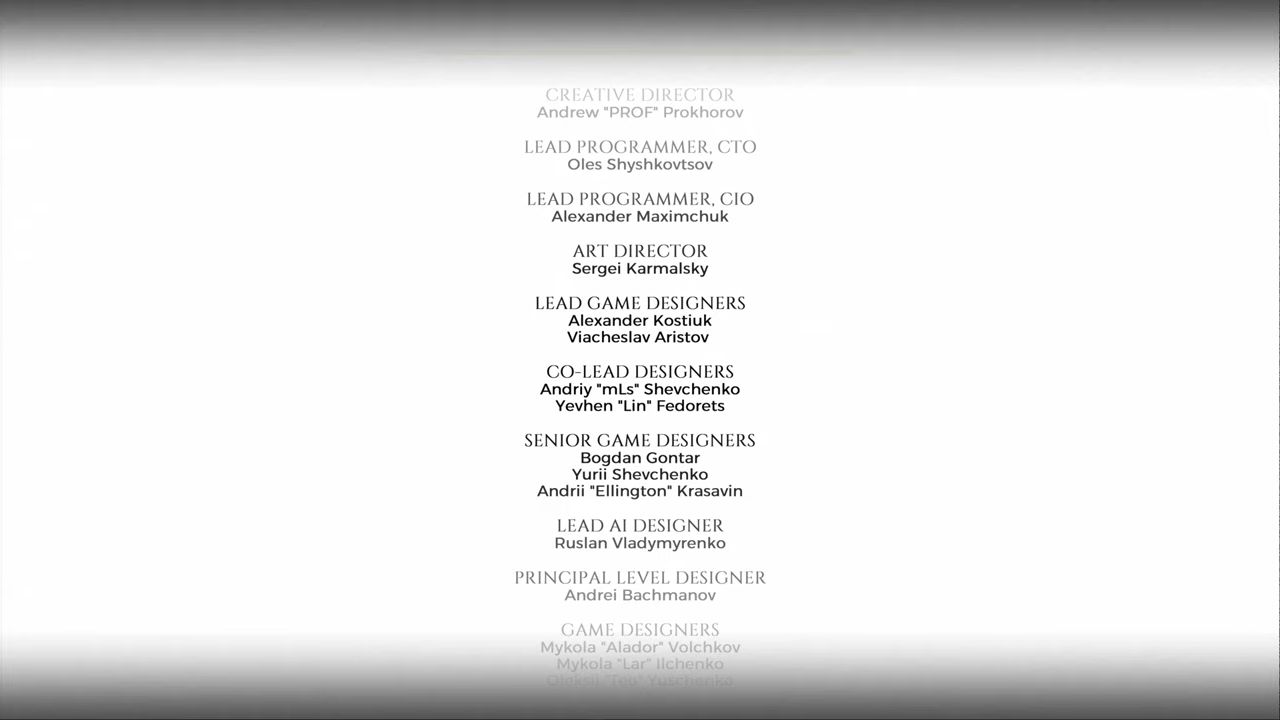 CREATIVE DIRECTOR
Andrew "PROF" Prokhorov
LEAD PROGRAMMER, CTO
Oles Shyshkovtsov
LEAD PROGRAMMER, CIO
Alexander Maximchuk
ART DIRECTOR
Sergei Karmalsky
LEAD GAME DESIGNERS
Alexander Kostiuk
Viacheslav Aristov
CO-LEAD DESIGNERS
Andriy "mLs" Shevchenko
Yevhen "Lin" Fedorets
SENIOR GAME DESIGNERS
Bogdan Gontar
Yurii Shevchenko
Andrii "Ellington" Krasavin
LEAD AI DESIGNER
Ruslan Vladymyrenko
PRINCIPAL LEVEL DESIGNER
Andrei Bachmanov
GAME DESIGNERS
Mykola "Alador" Volchkov
Mykola "Lar" Ilchenko
Oleksii Yuschenko